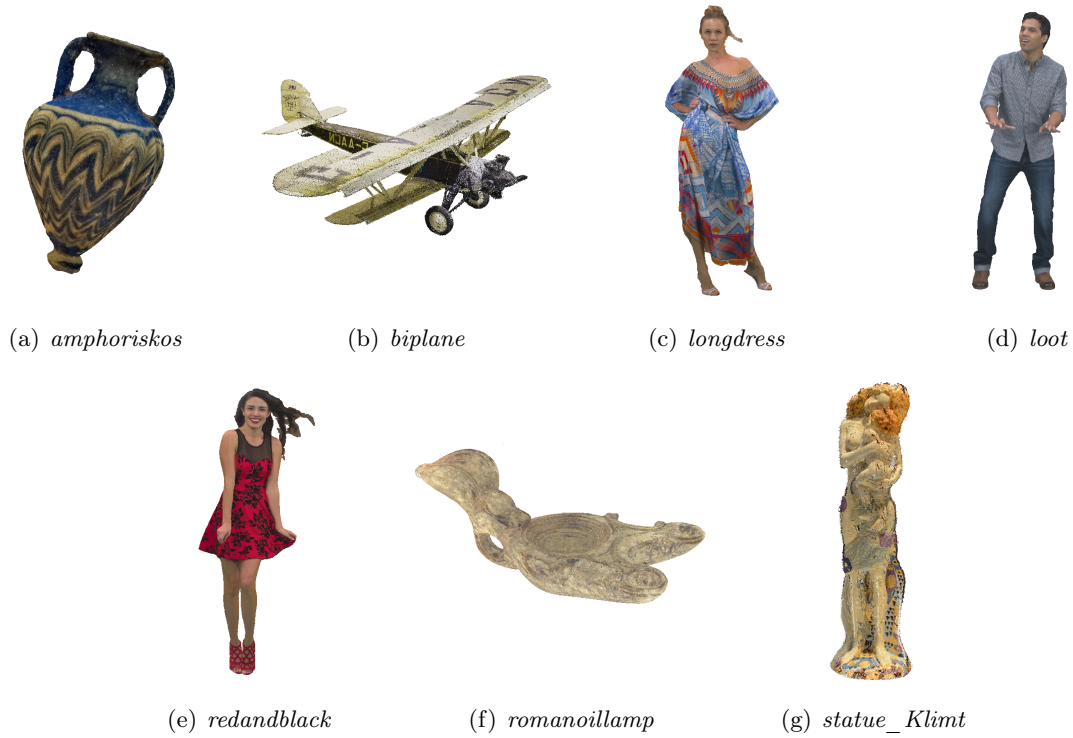 (a) amphoriskos
(b) biplane
(c) longdress
(d) loot
(e) redandblack
(f) romanoillamp
(g) statue_Klimt